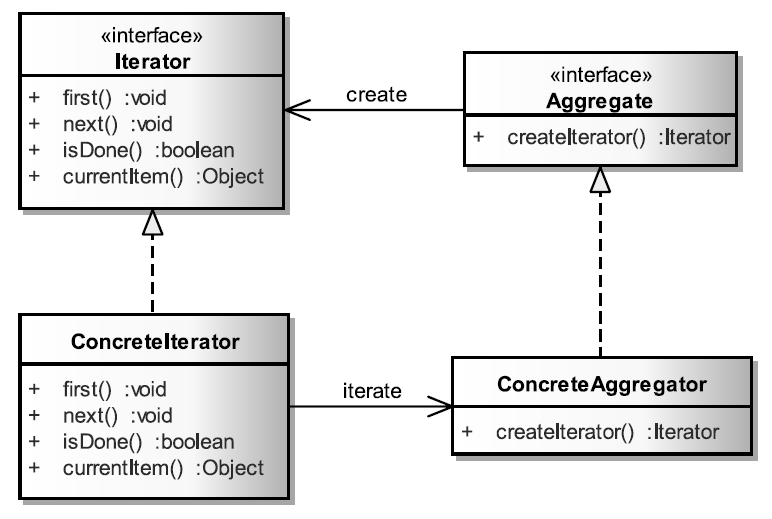 «interface»
Iterator
+ first() :void
+ next() :void
+ isDone() :boolean
+ currentItem() :Object
create
«interface»
Aggregate
+ createIterator() :Iterator
ConcreteIterator
+ first() :void
+ next() :void
+ isDone() :boolean
+ currentItem() :Object
iterate
ConcreteAggregator
+ createIterator() :Iterator